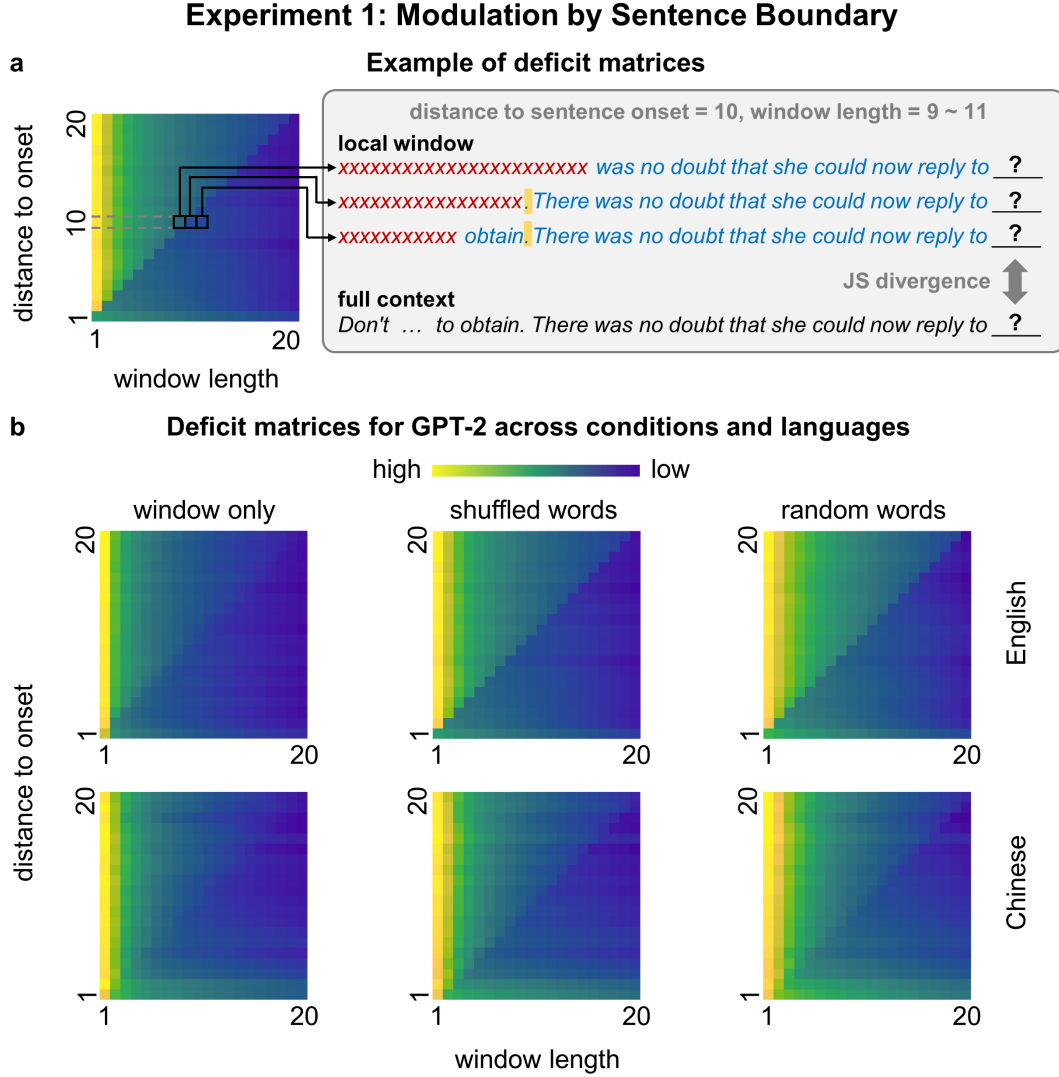 Experiment 1: Modulation by Sentence Boundary
a
Example of deficit matrices
distance to onset
20
10
1
1
20
window length
distance to sentence onset = 10, window length = 9 ~ 11
local window
xxxxxxxxxxxxxxxxxxxxxxx was no doubt that she could now reply to ?
xxxxxxxxxxxxxxxxx. There was no doubt that she could now reply to ?
xxxxxxxxxxx obtain. There was no doubt that she could now reply to ?
JS divergence
full context
Don't … to obtain. There was no doubt that she could now reply to ?
b
Deficit matrices for GPT-2 across conditions and languages
high
low
window only
shuffled words
random words
distance to onset
20
1
1
20
20
1
1
20
20
1
1
20
English
20
1
1
20
20
1
1
20
20
1
1
20
Chinese
window length